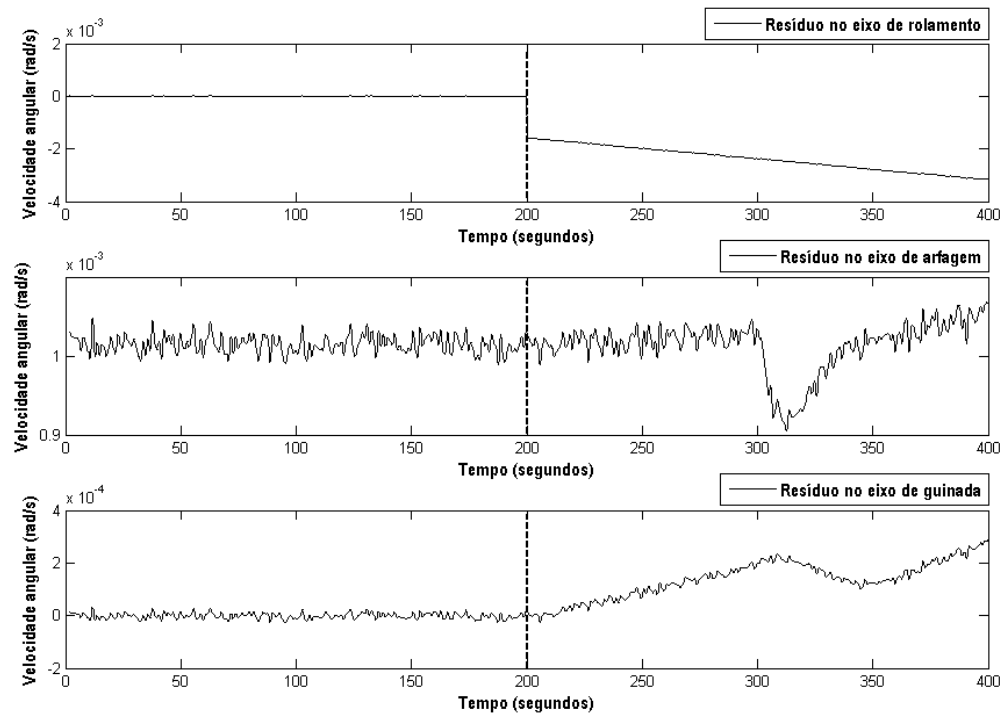 Resíduo no eixo de rolamento
x 10⁻³
2
0
-2
-4
Velocidade angular (rad/s)
0 50 100 150 200 250 300 350 400
Tempo (segundos)
Resíduo no eixo de arfagem
x 10⁻³
1
0.9
Velocidade angular (rad/s)
0 50 100 150 200 250 300 350 400
Tempo (segundos)
Resíduo no eixo de guinada
x 10⁻⁴
4
2
0
-2
Velocidade angular (rad/s)
0 50 100 150 200 250 300 350 400
Tempo (segundos)